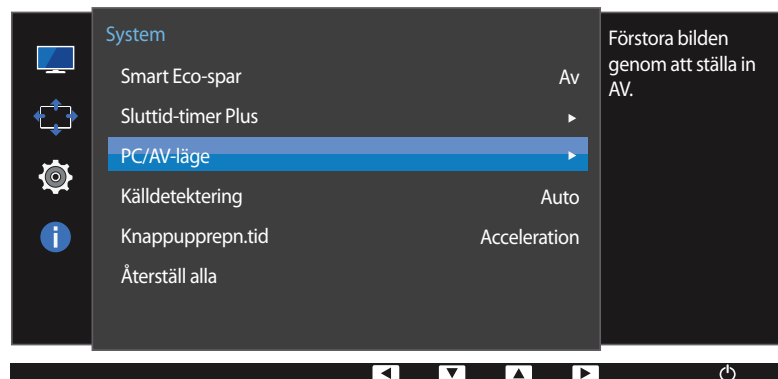 System
Smart Eco-spar Av
Sluttid-timer Plus
PC/AV-läge
Källdetektering Auto
Knappupprepn.tid Acceleration
Återställ alla
Förstora bilden
genom att ställa in
AV.